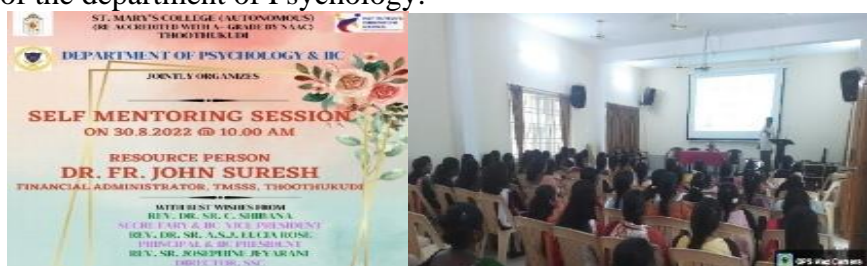 of the department of Psychology.
ST. MARY'S COLLEGE (AUTONOMOUS)
(RE-ACCREDITED WITH A+ GRADE BY NAAC)
THOOTHUKUDI
DEPARTMENT OF PSYCHOLOGY & IIC
JOINTLY ORGANIZES
SELF MENTORING SESSION
ON 30.8.2022 @ 10.00 AM
RESOURCE PERSON
DR. FR. JOHN SURESH
FINANCIAL ADMINISTRATOR, TMSSS, THOOTHUKUDI
WITH BEST WISHES FROM
REV. DR. SR. C. SHIBANA
SECRETARY & IIC VICE PRESIDENT
REV. DR. SR. A.S.J. LUCIA ROSE
PRINCIPAL & IIC PRESIDENT
REV. SR. JOSEPHINE JEYARANI
DIRECTOR, SSC
GPS Map Camera